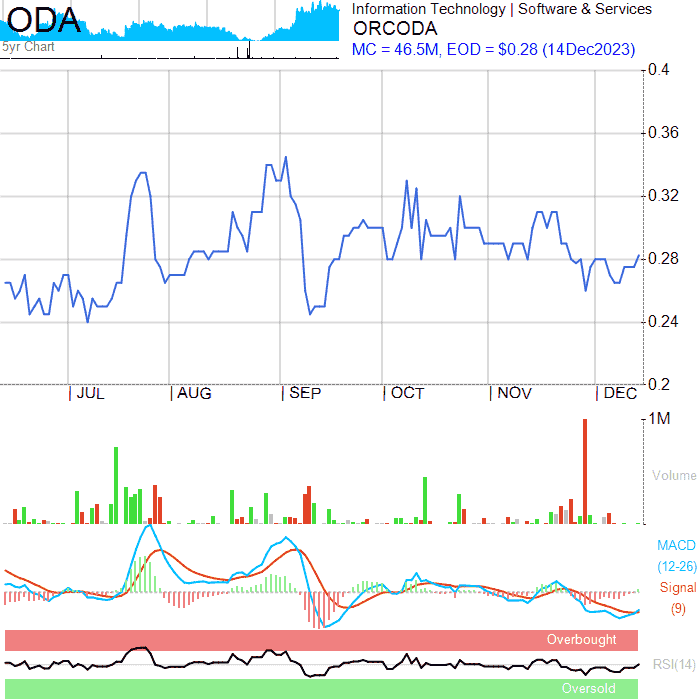 ODA
Information Technology | Software & Services
ORCODA
MC = 46.5M, EOD = $0.28 (14Dec2023)
5yr Chart
0.4
0.36
0.32
0.28
0.24
0.2
JUL AUG SEP OCT NOV DEC
1M
Volume
MACD
(12-26)
Signal
(9)
Overbought
RSI(14)
Oversold